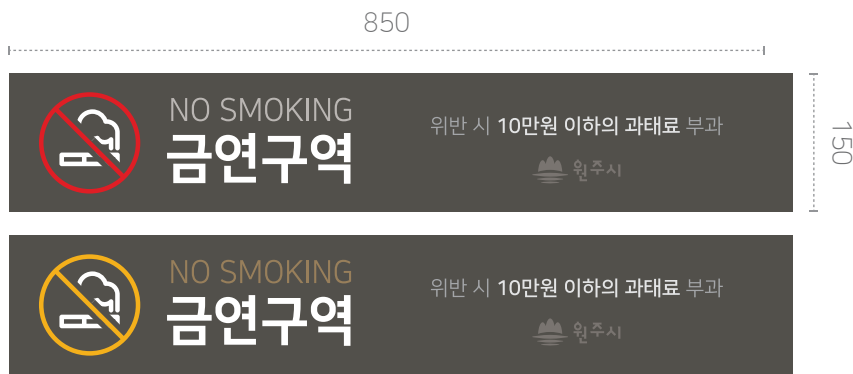 850
NO SMOKING
금연구역
위반 시 10만원 이하의 과태료 부과
원주시
150
NO SMOKING
금연구역
위반 시 10만원 이하의 과태료 부과
원주시